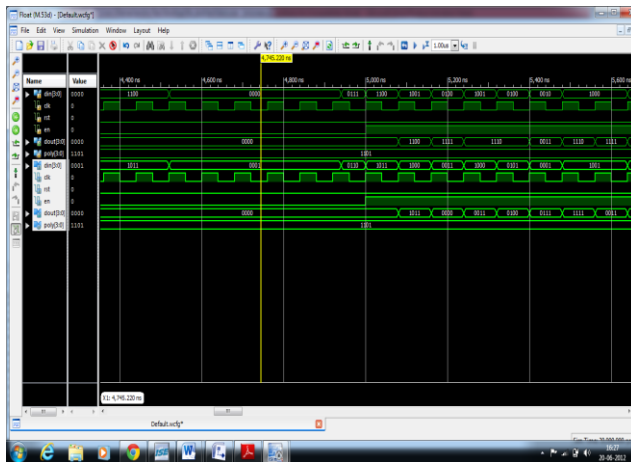 Float (M.53d) - [Default.wcfg*]
File Edit View Simulation Window Layout Help
1.00us
4,745.220 ns
Name Value 4,400 ns 4,600 ns 4,800 ns 5,000 ns 5,200 ns 5,400 ns 5,600 ns
din[3:0] 0000 1100 0000 0111 1100 1001 0100 1001 0100 0010 1000
clk 0
rst 0
en 0
dout[3:0] 0000 0000 1100 1111 1110 0011 1110 1111
poly[3:0] 1101 1101
din[3:0] 0001 1011 0001 0110 1011 1000 0011 1000 0100 0001 1001
clk 0
rst 0
en 0
dout[3:0] 0000 0000 1011 0000 0011 0100 0111 1111 0011
poly[3:0] 1101 1101
X1: 4,745.220 ns
Default.wcfg*
ISE W
16:27
20-06-2012